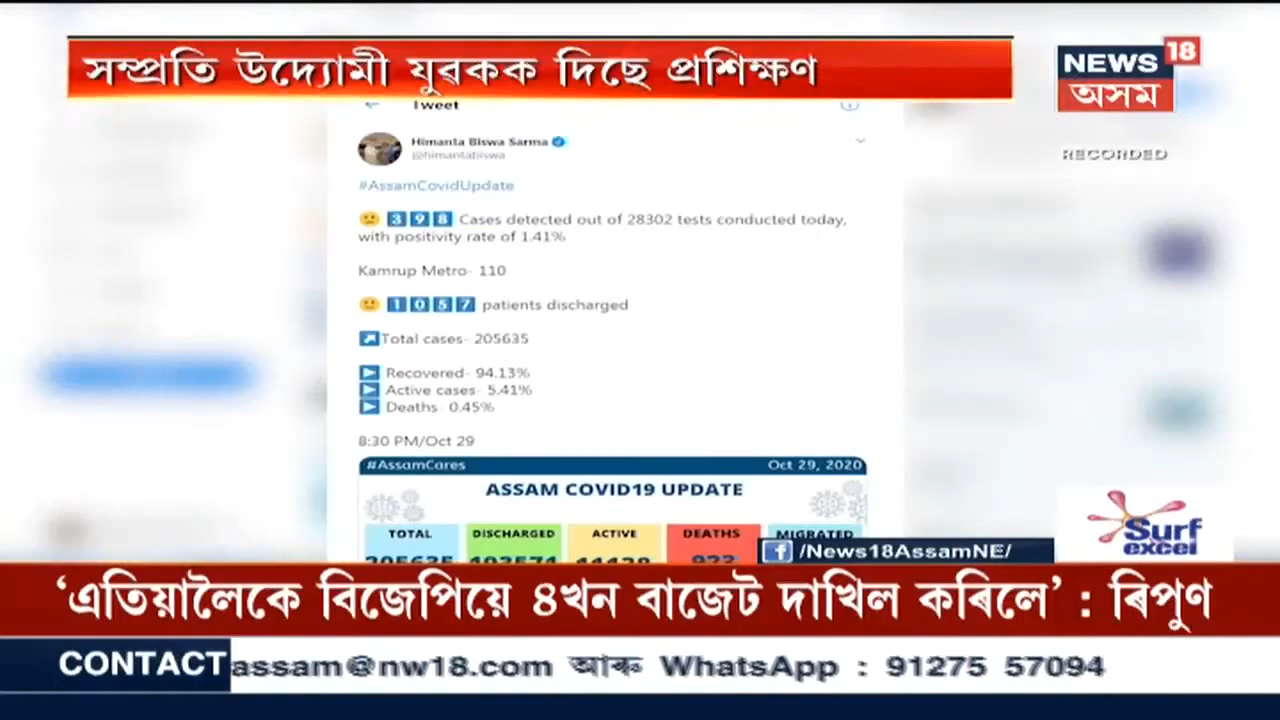 সম্প্ৰতি উদ্যোমী যুৱকক দিছে প্ৰশিক্ষণ
NEWS 18
অসম
RECORDED
Tweet
Himanta Biswa Sarma
@himantabiswa
#AssamCovidUpdate
398 Cases detected out of 28302 tests conducted today,
with positivity rate of 1.41%
Kamrup Metro- 110
1057 patients discharged
Total cases- 205635
Recovered- 94.13%
Active cases- 5.41%
Deaths- 0.45%
8:30 PM/Oct 29
#AssamCares Oct 29, 2020
ASSAM COVID19 UPDATE
TOTAL DISCHARGED ACTIVE DEATHS MIGRATED
205635
/News18AssamNE/
Surf
excel
‘এতিয়ালৈকে বিজেপিয়ে ৪খন বাজেট দাখিল কৰিলে’ : ৰিপুণ
CONTACT assam@nw18.com আৰু WhatsApp : 91275 57094